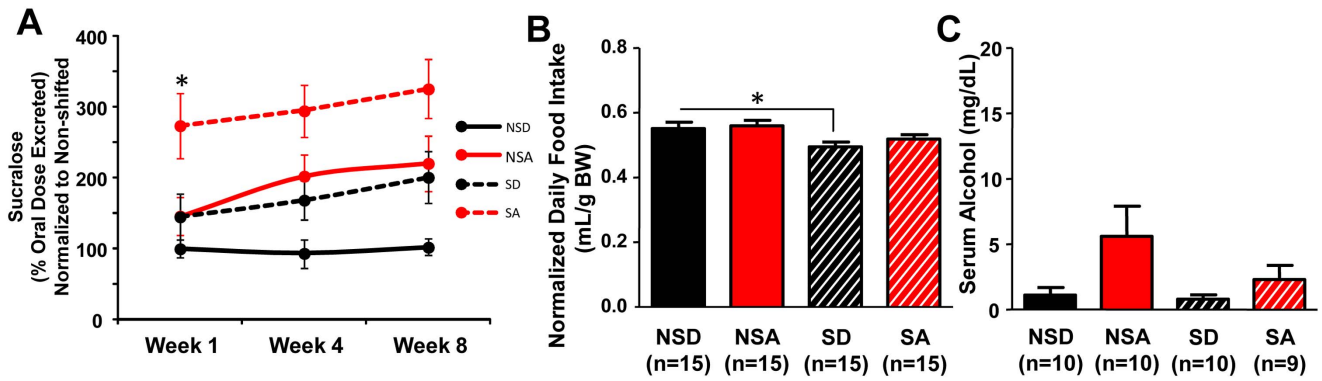 A
Sucralose
(% Oral Dose Excreted)
Normalized to Non-shifted
400
300
200
100
0
*
Week 1
Week 4
Week 8
NSD
NSA
SD
SA
B
Normalized Daily Food Intake
(mL/g BW)
0.8
0.6
0.4
0.2
0.0
*
NSD
NSA
SD
SA
(n=15)
(n=15)
(n=15)
(n=15)
C
Serum Alcohol (mg/dL)
20
15
10
5
0
NSD
NSA
SD
SA
(n=10)
(n=10)
(n=10)
(n=9)